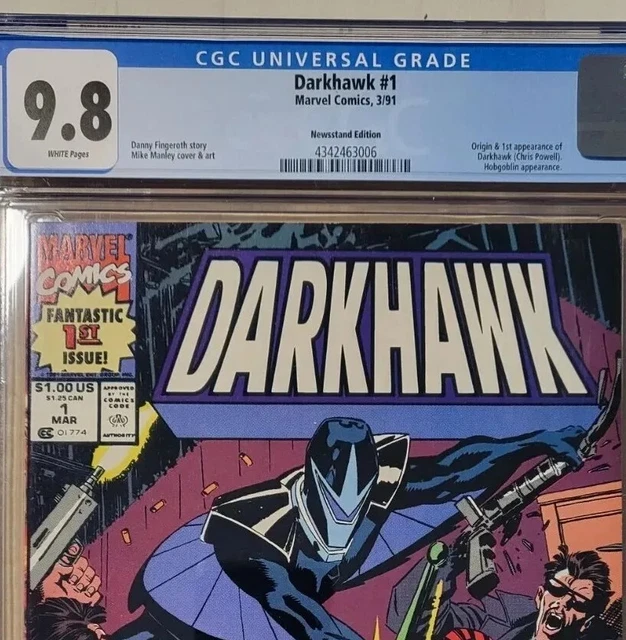 CGC UNIVERSAL GRADE
9.8
WHITE Pages
Darkhawk #1
Marvel Comics, 3/91
Newsstand Edition
Danny Fingeroth story
Mike Manley cover & art
4342463006
Origin & 1st appearance of
Darkhawk (Chris Powell).
Hobgoblin appearance.
MARVEL
COMICS
FANTASTIC
1ST
ISSUE!
$1.00 US
$1.25 CAN
1
MAR
01774
APPROVED
BY THE
COMICS
CODE
AUTHORITY
DARKHAWK